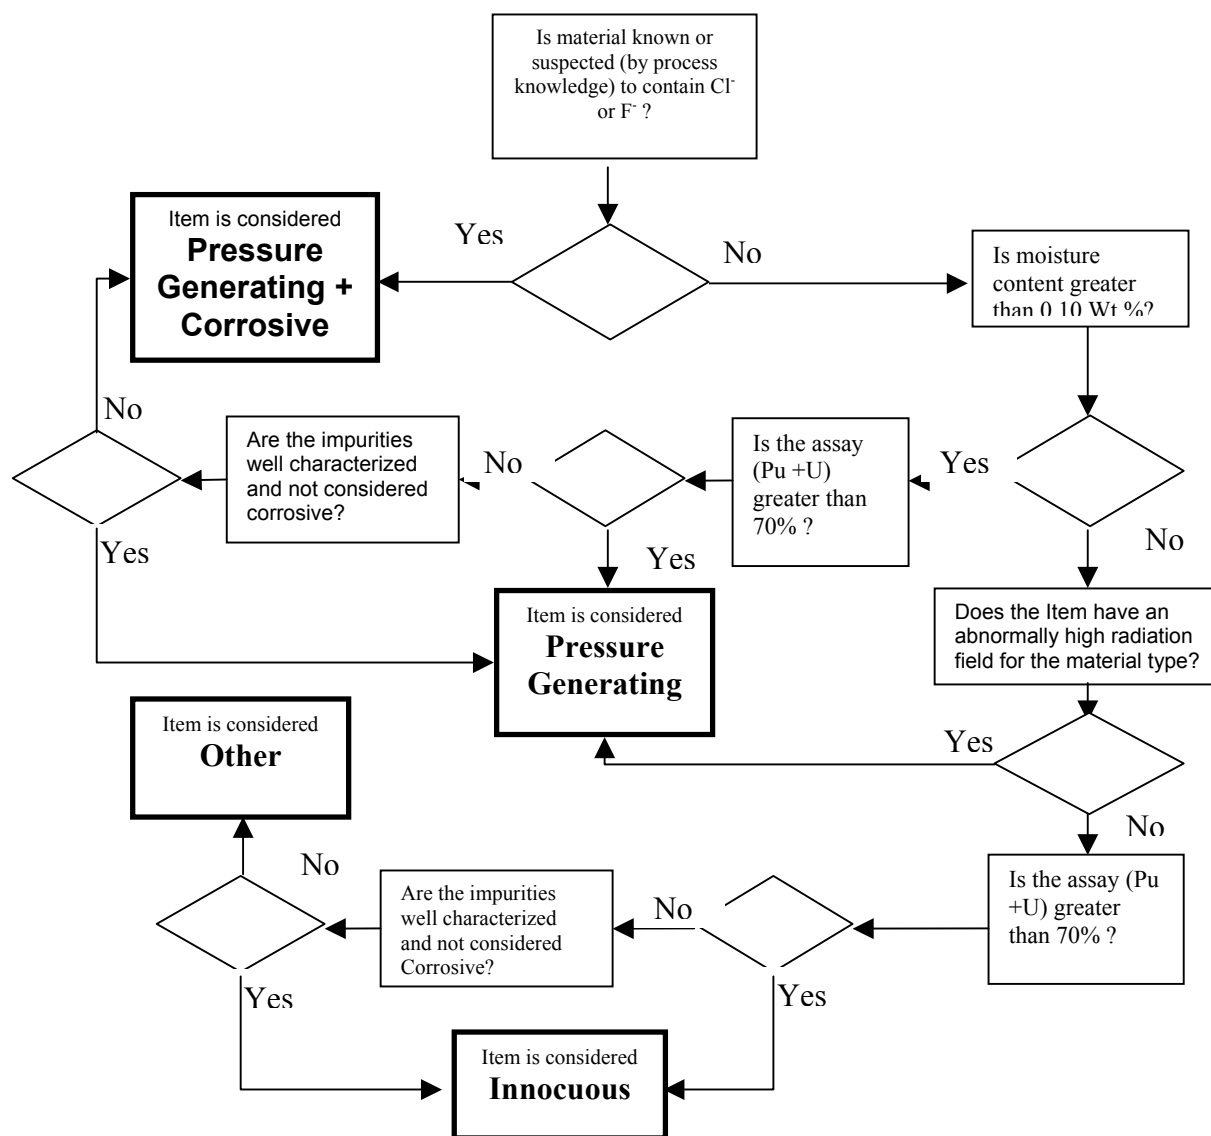 Is material known or
suspected (by process
knowledge) to contain Cl-
or F- ?
Item is considered
Pressure
Generating +
Corrosive
Yes
No
Is moisture
content greater
than 0.10 Wt %?
No
Are the impurities
well characterized
and not considered
corrosive?
No
Is the assay
(Pu +U)
greater than
70% ?
Yes
Yes
Yes
No
Item is considered
Pressure
Generating
Does the Item have an
abnormally high radiation
field for the material type?
Item is considered
Other
Yes
No
No
Are the impurities
well characterized
and not considered
Corrosive?
No
Is the assay (Pu
+U) greater
than 70% ?
Yes
Yes
Item is considered
Innocuous